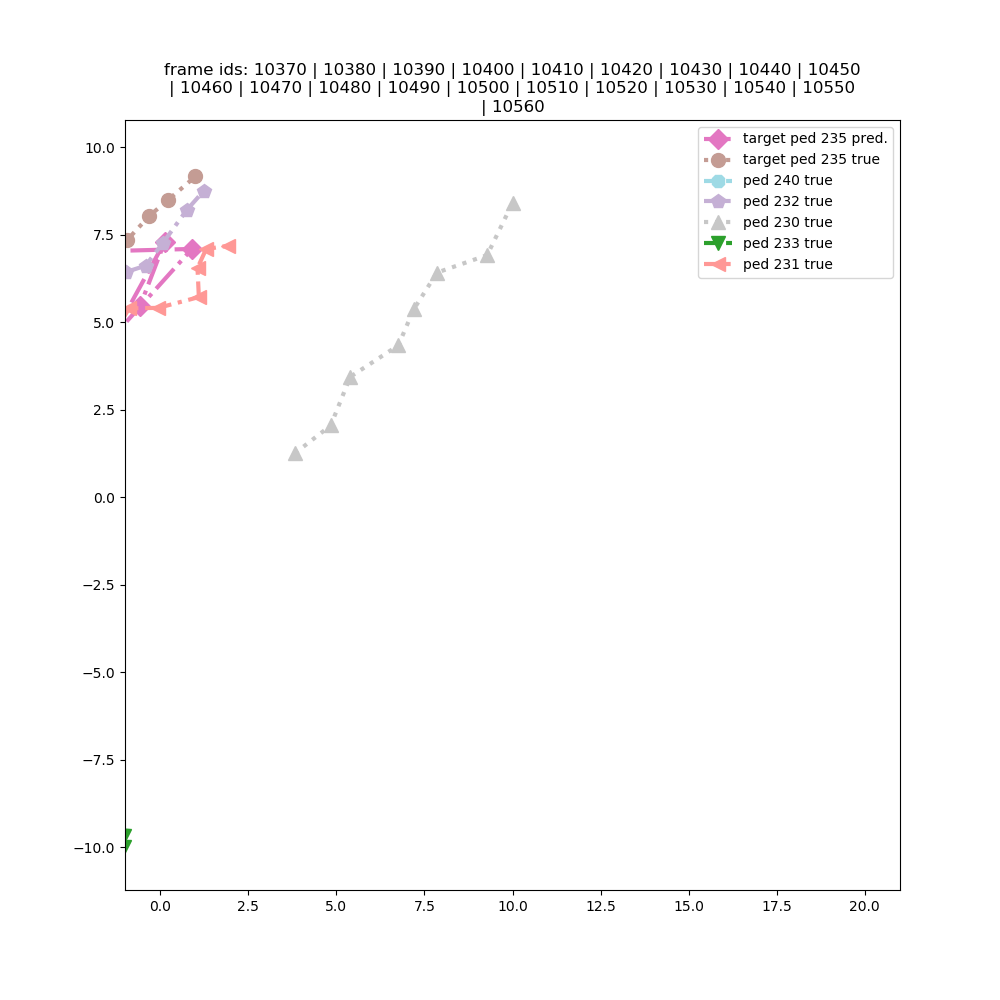 frame ids: 10370 | 10380 | 10390 | 10400 | 10410 | 10420 | 10430 | 10440 | 10450
| 10460 | 10470 | 10480 | 10490 | 10500 | 10510 | 10520 | 10530 | 10540 | 10550
| 10560
target ped 235 pred.
target ped 235 true
ped 240 true
ped 232 true
ped 230 true
ped 233 true
ped 231 true
10.0
7.5
5.0
2.5
0.0
−2.5
−5.0
−7.5
−10.0
0.0 2.5 5.0 7.5 10.0 12.5 15.0 17.5 20.0